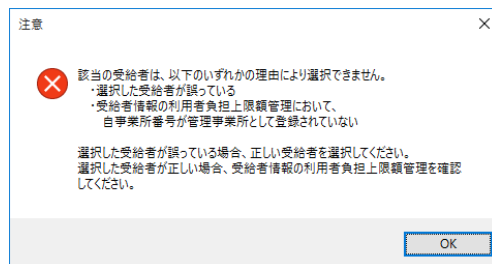 注意
該当の受給者は、以下のいずれかの理由により選択できません。
・選択した受給者が誤っている
・受給者情報の利用者負担上限額管理において、
自事業所番号が管理事業所として登録されていない
選択した受給者が誤っている場合、正しい受給者を選択してください。
選択した受給者が正しい場合、受給者情報の利用者負担上限額管理を確認
してください。
OK